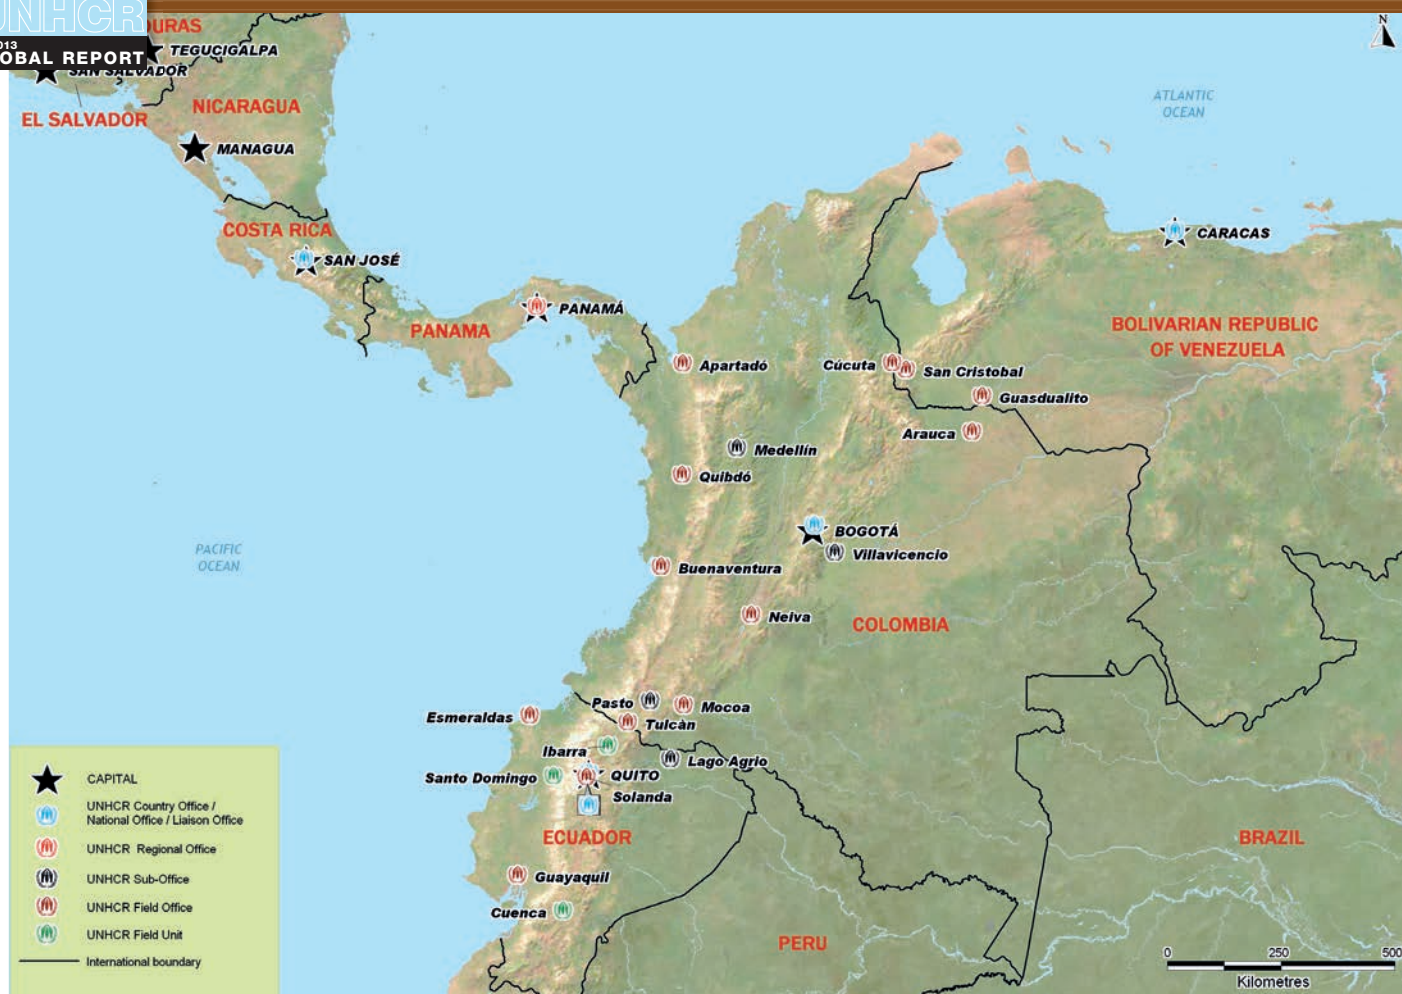 UNHCR
2013
GLOBAL REPORT
DURAS
TEGUCIGALPA
SAN SALVADOR
EL SALVADOR
NICARAGUA
MANAGUA
COSTA RICA
SAN JOSÉ
PANAMA
PANAMÁ
N
ATLANTIC
OCEAN
CARACAS
BOLIVARIAN REPUBLIC
OF VENEZUELA
Apartadó
Cúcuta
San Cristobal
Guasdualito
Arauca
Medellín
Quibdó
BOGOTÁ
Villavicencio
PACIFIC
OCEAN
Buenaventura
Neiva
COLOMBIA
Pasto
Mocoa
Esmeraldas
Tulcàn
Ibarra
Lago Agrio
Santo Domingo
QUITO
Solanda
ECUADOR
BRAZIL
Guayaquil
Cuenca
PERU
CAPITAL
UNHCR Country Office /
National Office / Liaison Office
UNHCR Regional Office
UNHCR Sub-Office
UNHCR Field Office
UNHCR Field Unit
International boundary
0 250 500
Kilometres